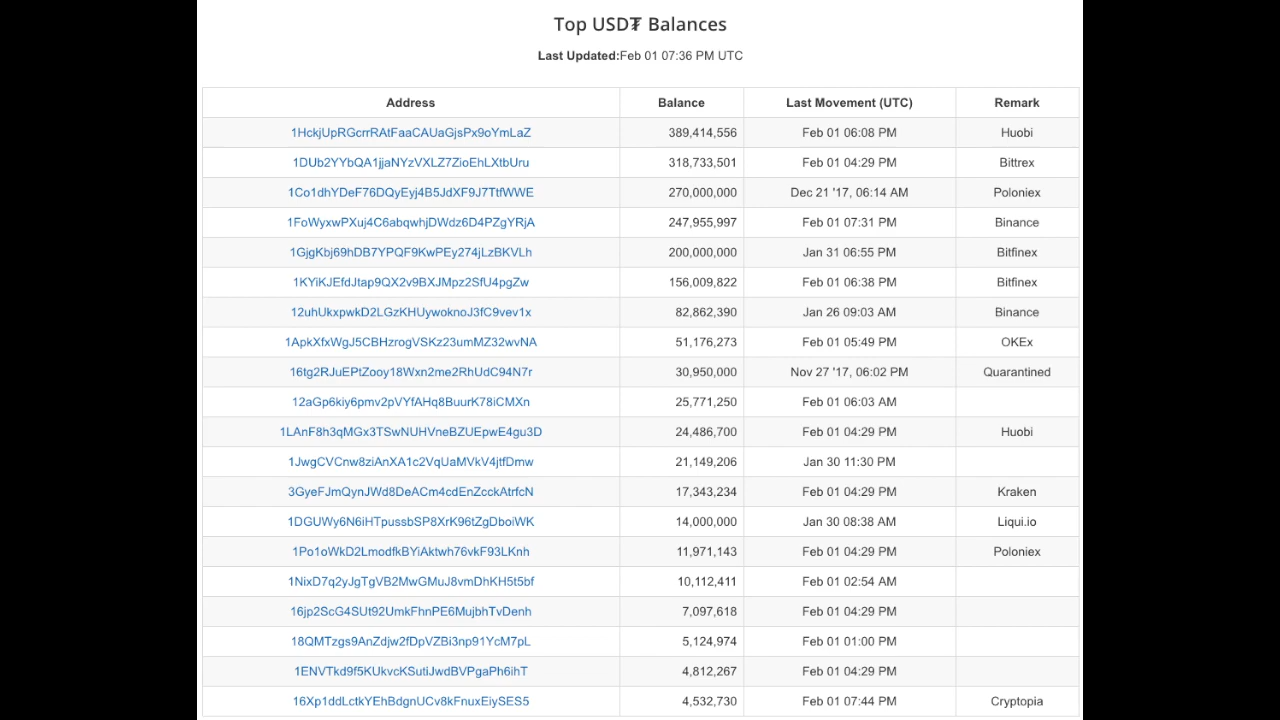 Top USD₮ Balances
Last Updated:Feb 01 07:36 PM UTC
Address Balance Last Movement (UTC) Remark
1HckjUpRGcrrRAtFaaCAUaGjsPx9oYmLaZ 389,414,556 Feb 01 06:08 PM Huobi
1DUb2YYbQA1jjaNYzVXLZ7ZioEhLXtbUru 318,733,501 Feb 01 04:29 PM Bittrex
1Co1dhYDeF76DQyEyj4B5JdXF9J7TtfWWE 270,000,000 Dec 21 '17, 06:14 AM Poloniex
1FoWyxwPXuj4C6abqwhjDWdz6D4PZgYRjA 247,955,997 Feb 01 07:31 PM Binance
1GjgKbj69hDB7YPQF9KwPEy274jLzBKVLh 200,000,000 Jan 31 06:55 PM Bitfinex
1KYiKJEfdJtap9QX2v9BXJMpz2SfU4pgZw 156,009,822 Feb 01 06:38 PM Bitfinex
12uhUkxpwkD2LGzKHUywoknoJ3fC9vev1x 82,862,390 Jan 26 09:03 AM Binance
1ApkXfxWgJ5CBHzrogVSKz23umMZ32wvNA 51,176,273 Feb 01 05:49 PM OKEx
16tg2RJuEPtZooy18Wxn2me2RhUdC94N7r 30,950,000 Nov 27 '17, 06:02 PM Quarantined
12aGp6kiy6pmv2pVYfAHq8BuurK78iCMXn 25,771,250 Feb 01 06:03 AM
1LAnF8h3qMGx3TSwNUHVneBZUEpwE4gu3D 24,486,700 Feb 01 04:29 PM Huobi
1JwgCVCnw8ziAnXA1c2VqUaMVkV4jtfDmw 21,149,206 Jan 30 11:30 PM
3GyeFJmQynJWd8DeACm4cdEnZcckAtrfcN 17,343,234 Feb 01 04:29 PM Kraken
1DGUWy6N6iHTpussbSP8XrK96tZgDboiWK 14,000,000 Jan 30 08:38 AM Liqui.io
1Po1oWkD2LmodfkBYiAktwh76vkF93LKnh 11,971,143 Feb 01 04:29 PM Poloniex
1NixD7q2yJgTgVB2MwGMuJ8vmDhKH5t5bf 10,112,411 Feb 01 02:54 AM
16jp2ScG4SUt92UmkFhnPE6MujbhTvDenh 7,097,618 Feb 01 04:29 PM
18QMTzgs9AnZdjw2fDpVZBi3np91YcM7pL 5,124,974 Feb 01 01:00 PM
1ENVTkd9f5KUkvcKSutiJwdBVPgaPh6ihT 4,812,267 Feb 01 04:29 PM
16Xp1ddLctkYEhBdgnUCv8kFnuxEiySES5 4,532,730 Feb 01 07:44 PM Cryptopia